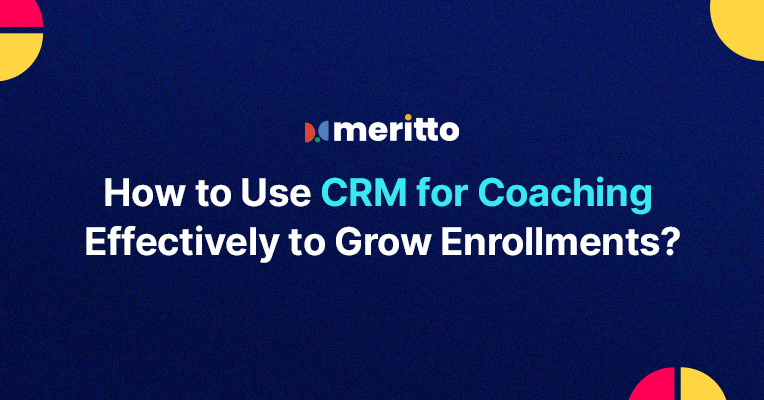 meritto
How to Use CRM for Coaching
Effectively to Grow Enrollments?